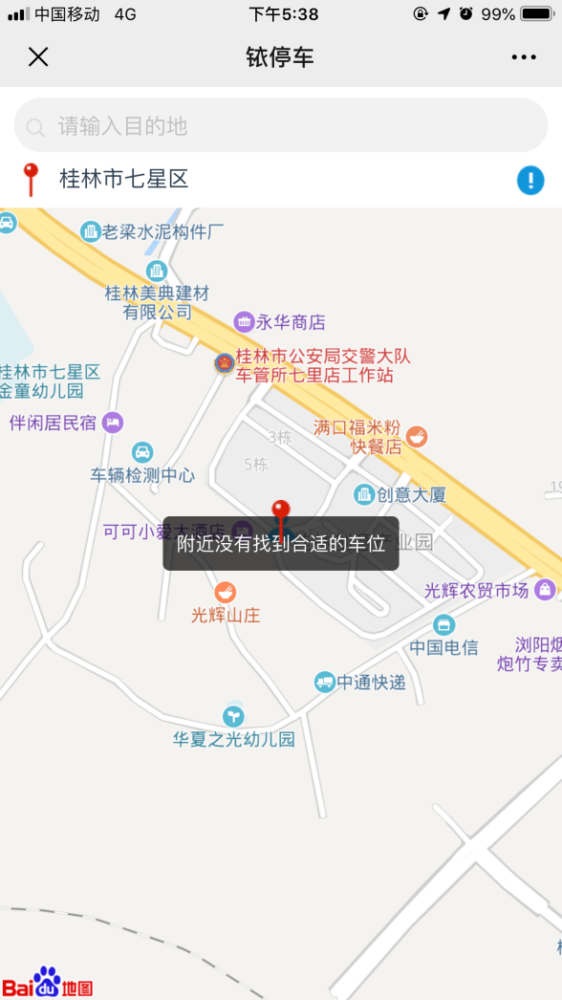 中国移动 4G 下午5:38 99%
铱停车
请输入目的地
桂林市七星区
老梁水泥构件厂
桂林美典建材
有限公司
永华商店
桂林市公安局交警大队
车管所七里店工作站
桂林市七星区
金童幼儿园
伴闲居民宿
满口福米粉
快餐店
3栋
5栋
车辆检测中心
创意大厦
可可小爱大酒店
产业园
附近没有找到合适的车位
光辉农贸市场
光辉山庄
中国电信
浏阳烟
炮竹专卖
中通快递
华夏之光幼儿园
Bai du 地图